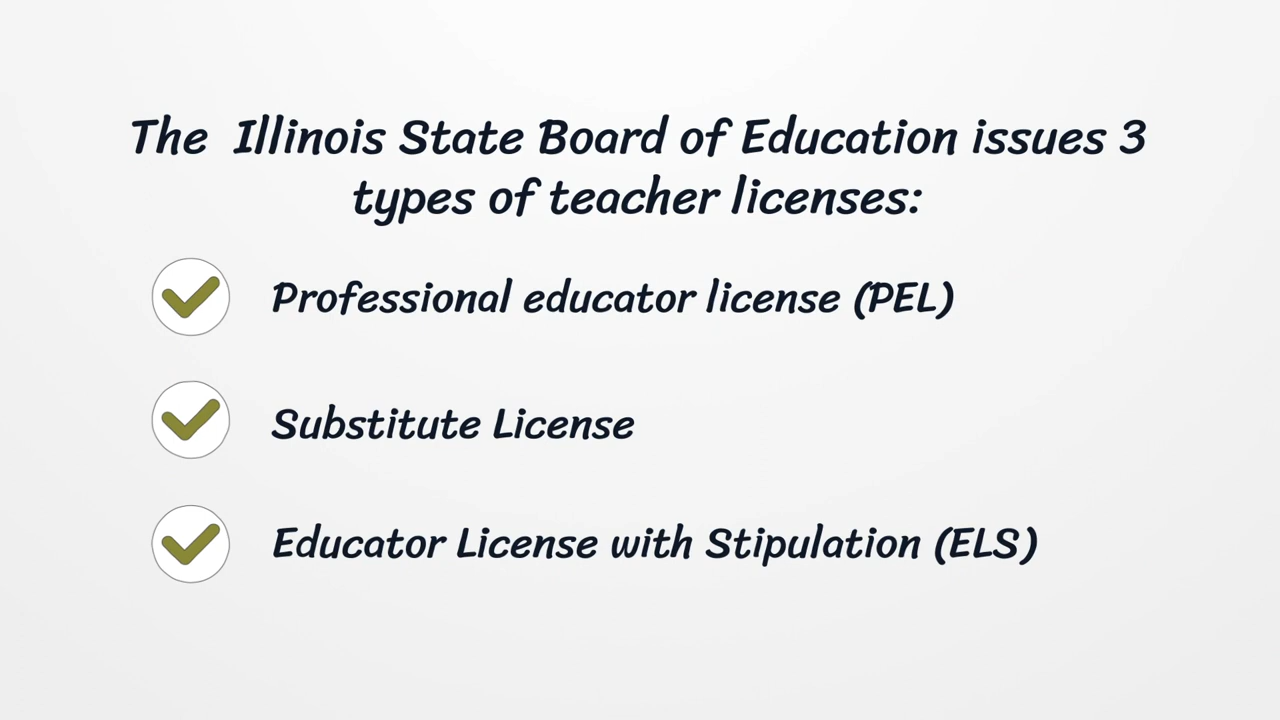 The Illinois State Board of Education issues 3
types of teacher licenses:
Professional educator license (PEL)
Substitute License
Educator License with Stipulation (ELS)